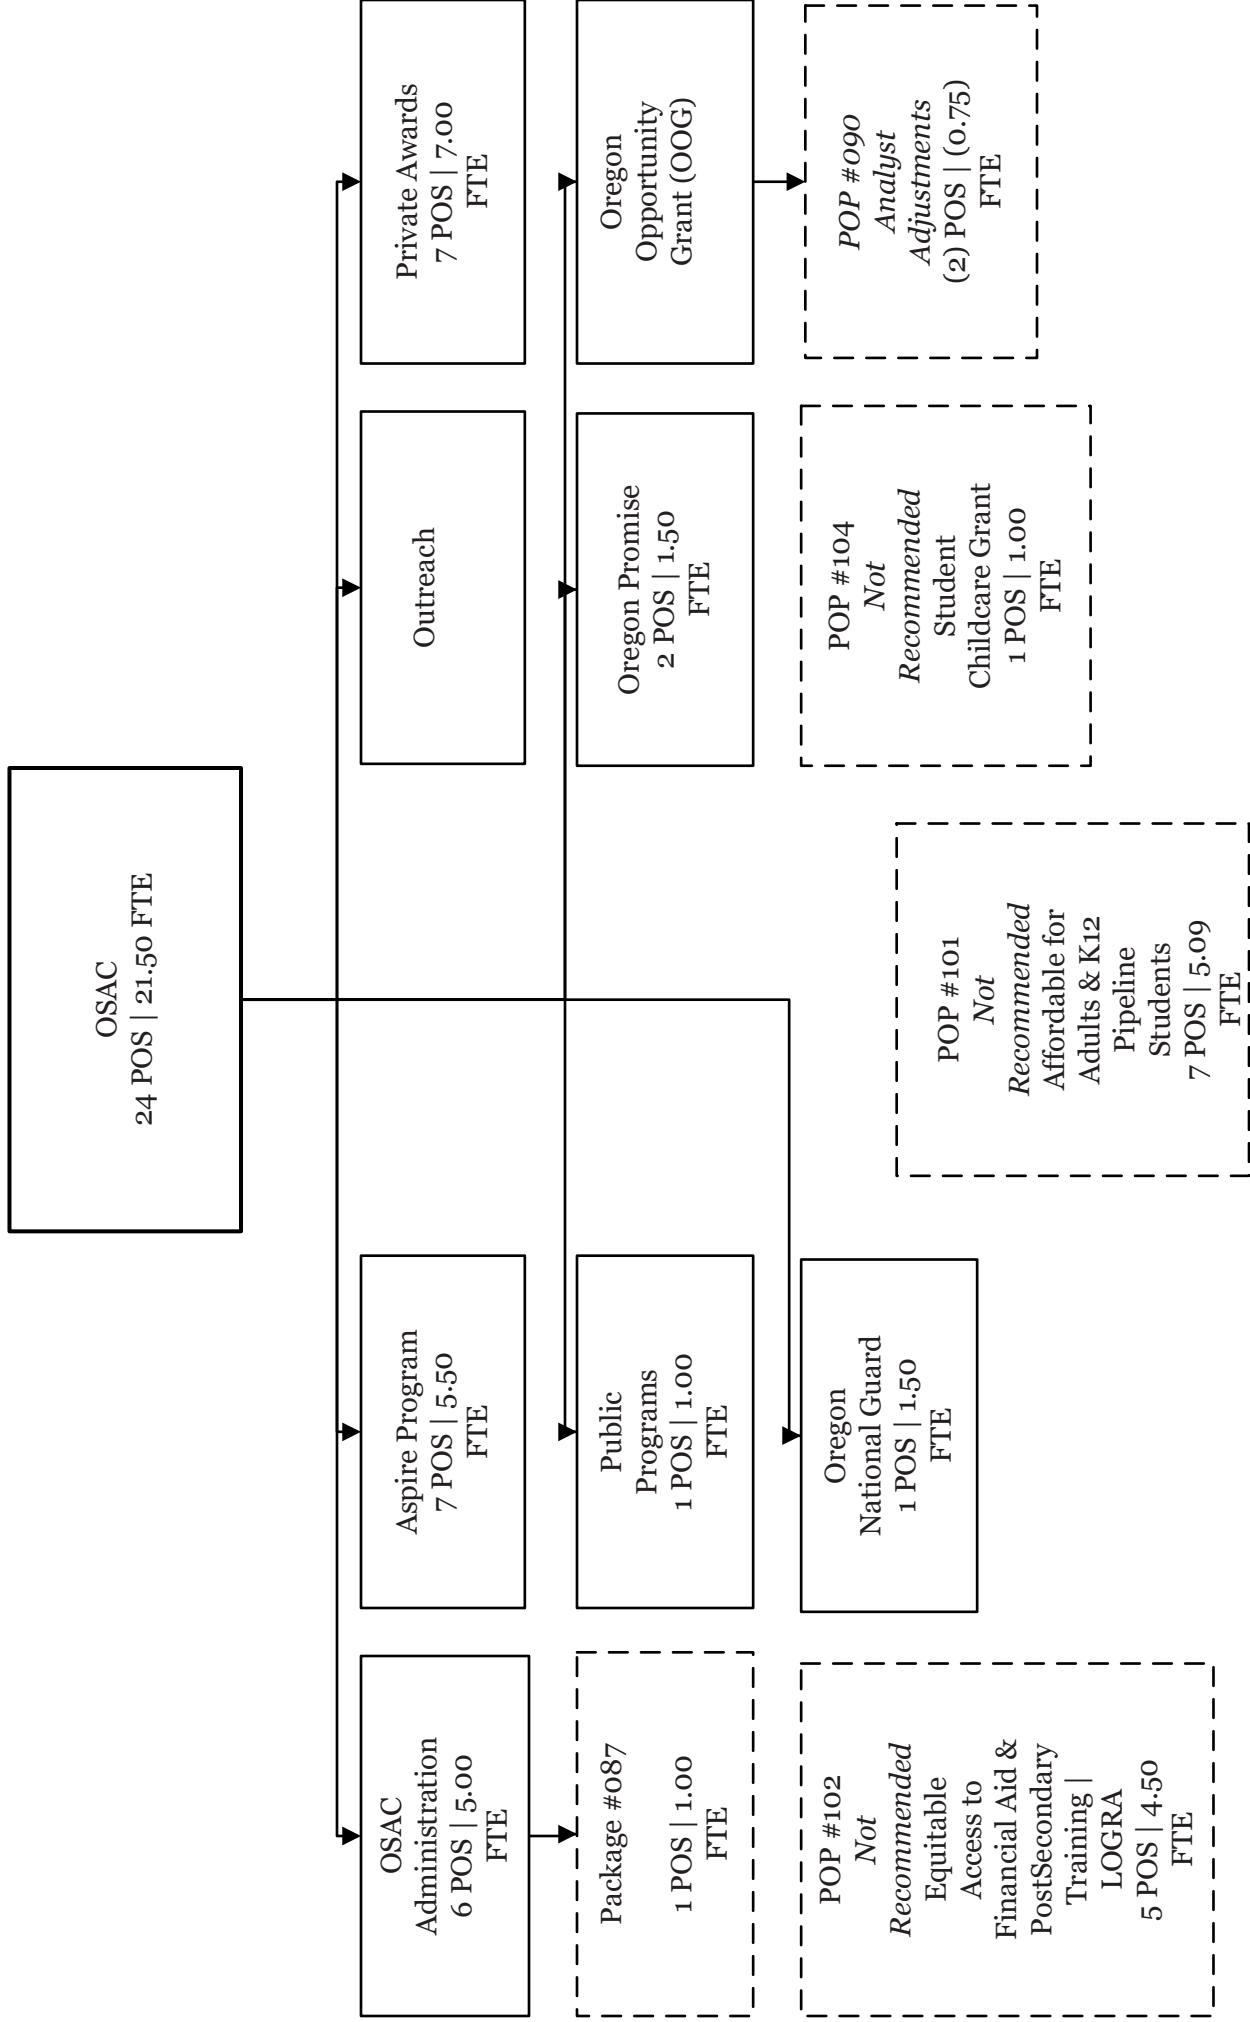 OSAC
24 POS | 21.50 FTE
OSAC
Administration
6 POS | 5.00
FTE
Aspire Program
7 POS | 5.50
FTE
Outreach
Private Awards
7 POS | 7.00
FTE
Package #087
1 POS | 1.00
FTE
Public
Programs
1 POS | 1.00
FTE
Oregon Promise
2 POS | 1.50
FTE
Oregon
Opportunity
Grant (OOG)
POP #102
Not
Recommended
Equitable
Access to
Financial Aid &
PostSecondary
Training |
LOGRA
5 POS | 4.50
FTE
Oregon
National Guard
1 POS | 1.50
FTE
POP #101
Not
Recommended
Affordable for
Adults & K12
Pipeline
Students
7 POS | 5.09
FTE
POP #104
Not
Recommended
Student
Childcare Grant
1 POS | 1.00
FTE
POP #090
Analyst
Adjustments
(2) POS | (0.75)
FTE